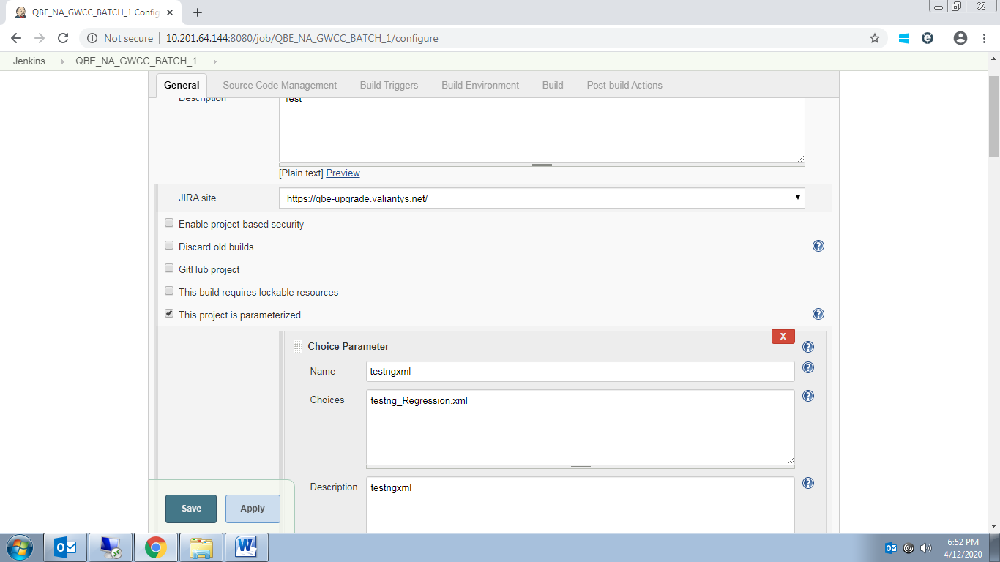 QBE_NA_GWCC_BATCH_1 Config
Not secure
10.201.64.144:8080/job/QBE_NA_GWCC_BATCH_1/configure
Jenkins
QBE_NA_GWCC_BATCH_1
General
Source Code Management
Build Triggers
Build Environment
Build
Post-build Actions
Description
Test
[Plain text] Preview
JIRA site
https://qbe-upgrade.valiantys.net/
Enable project-based security
Discard old builds
GitHub project
This build requires lockable resources
This project is parameterized
X
Choice Parameter
Name
testngxml
Choices
testng_Regression.xml
Description
testngxml
Save
Apply
6:52 PM
4/12/2020